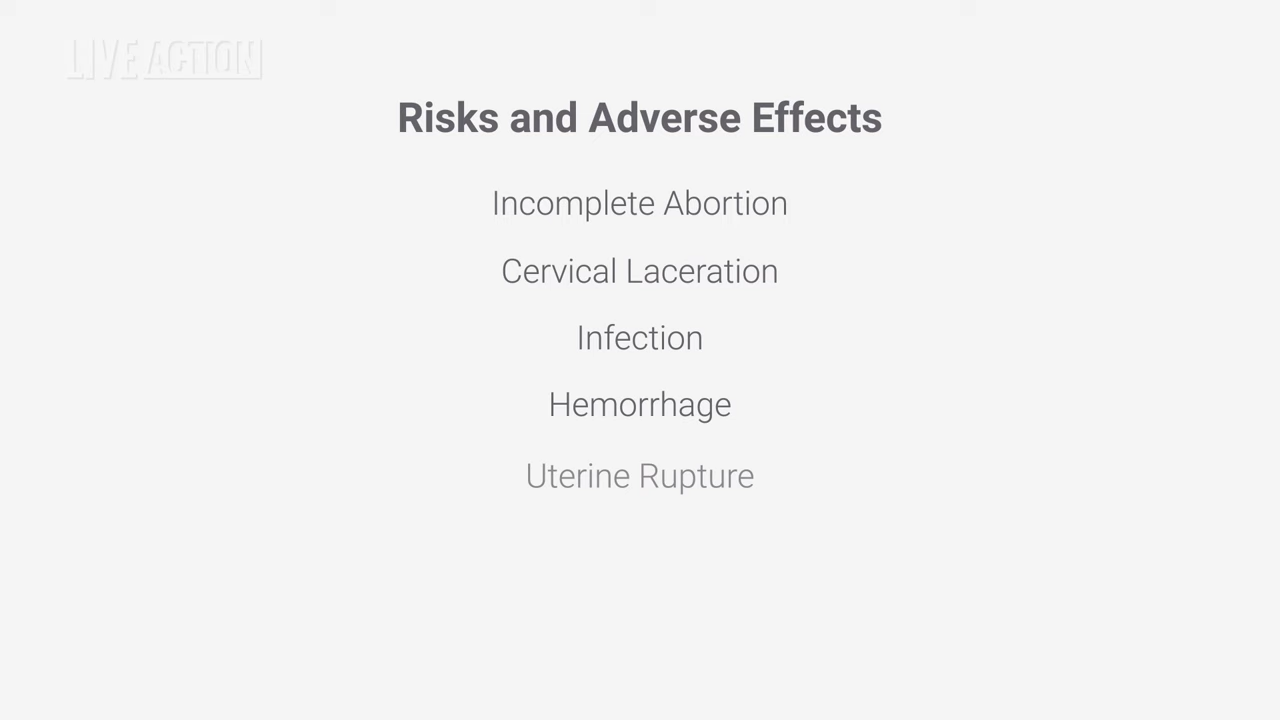 LIVE ACTION
Risks and Adverse Effects
Incomplete Abortion
Cervical Laceration
Infection
Hemorrhage
Uterine Rupture